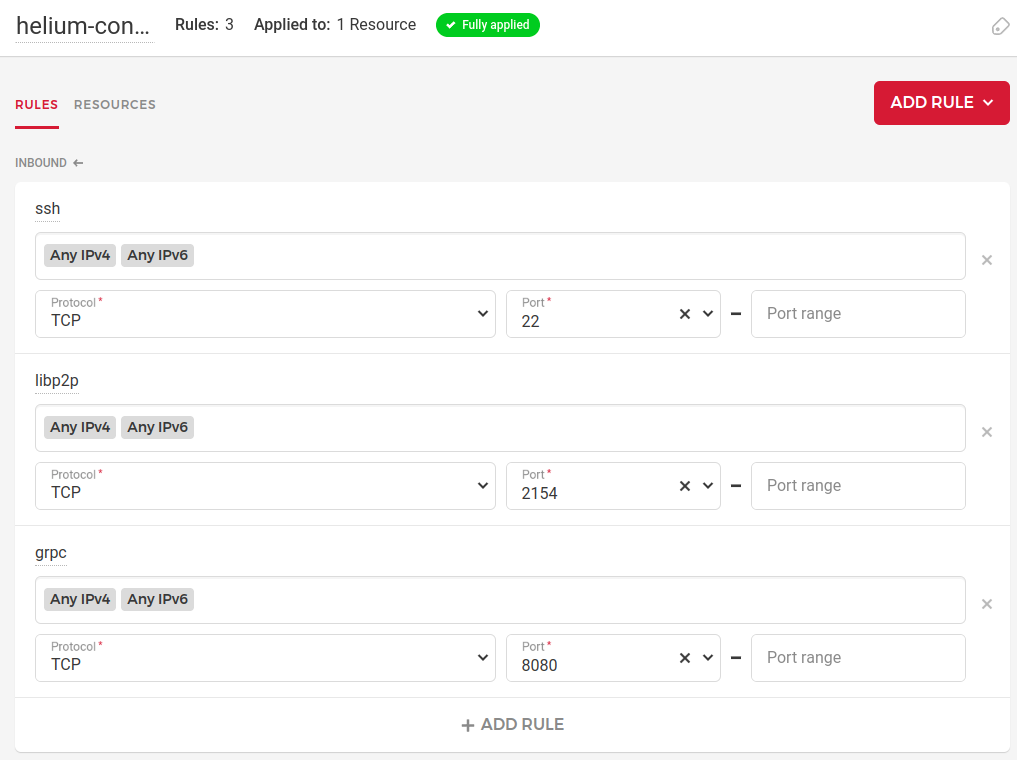 helium-con... Rules: 3 Applied to: 1 Resource Fully applied
RULES RESOURCES ADD RULE
INBOUND
ssh
Any IPv4 Any IPv6
Protocol* Port*
TCP 22 – Port range
libp2p
Any IPv4 Any IPv6
Protocol* Port*
TCP 2154 – Port range
grpc
Any IPv4 Any IPv6
Protocol* Port*
TCP 8080 – Port range
+ ADD RULE